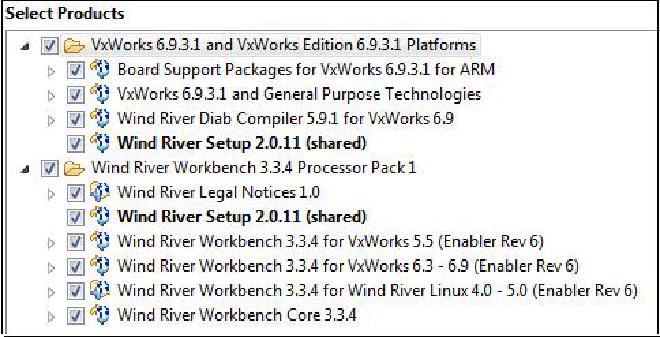 Select Products
VxWorks 6.9.3.1 and VxWorks Edition 6.9.3.1 Platforms
Board Support Packages for VxWorks 6.9.3.1 for ARM
VxWorks 6.9.3.1 and General Purpose Technologies
Wind River Diab Compiler 5.9.1 for VxWorks 6.9
Wind River Setup 2.0.11 (shared)
Wind River Workbench 3.3.4 Processor Pack 1
Wind River Legal Notices 1.0
Wind River Setup 2.0.11 (shared)
Wind River Workbench 3.3.4 for VxWorks 5.5 (Enabler Rev 6)
Wind River Workbench 3.3.4 for VxWorks 6.3 - 6.9 (Enabler Rev 6)
Wind River Workbench 3.3.4 for Wind River Linux 4.0 - 5.0 (Enabler Rev 6)
Wind River Workbench Core 3.3.4